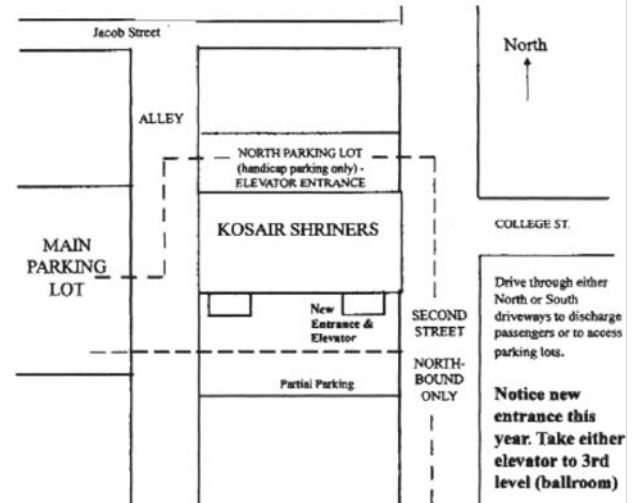 Jacob Street
North
ALLEY
NORTH PARKING LOT
(handicap parking only) -
ELEVATOR ENTRANCE
KOSAIR SHRINERS
COLLEGE ST.
MAIN
PARKING
LOT
New
Entrance &
Elevator
SECOND
STREET
NORTH-
BOUND
ONLY
Partial Parking
Drive through either
North or South
driveways to discharge
passengers or to access
parking lots.
Notice new
entrance this
year. Take either
elevator to 3rd
level (ballroom)